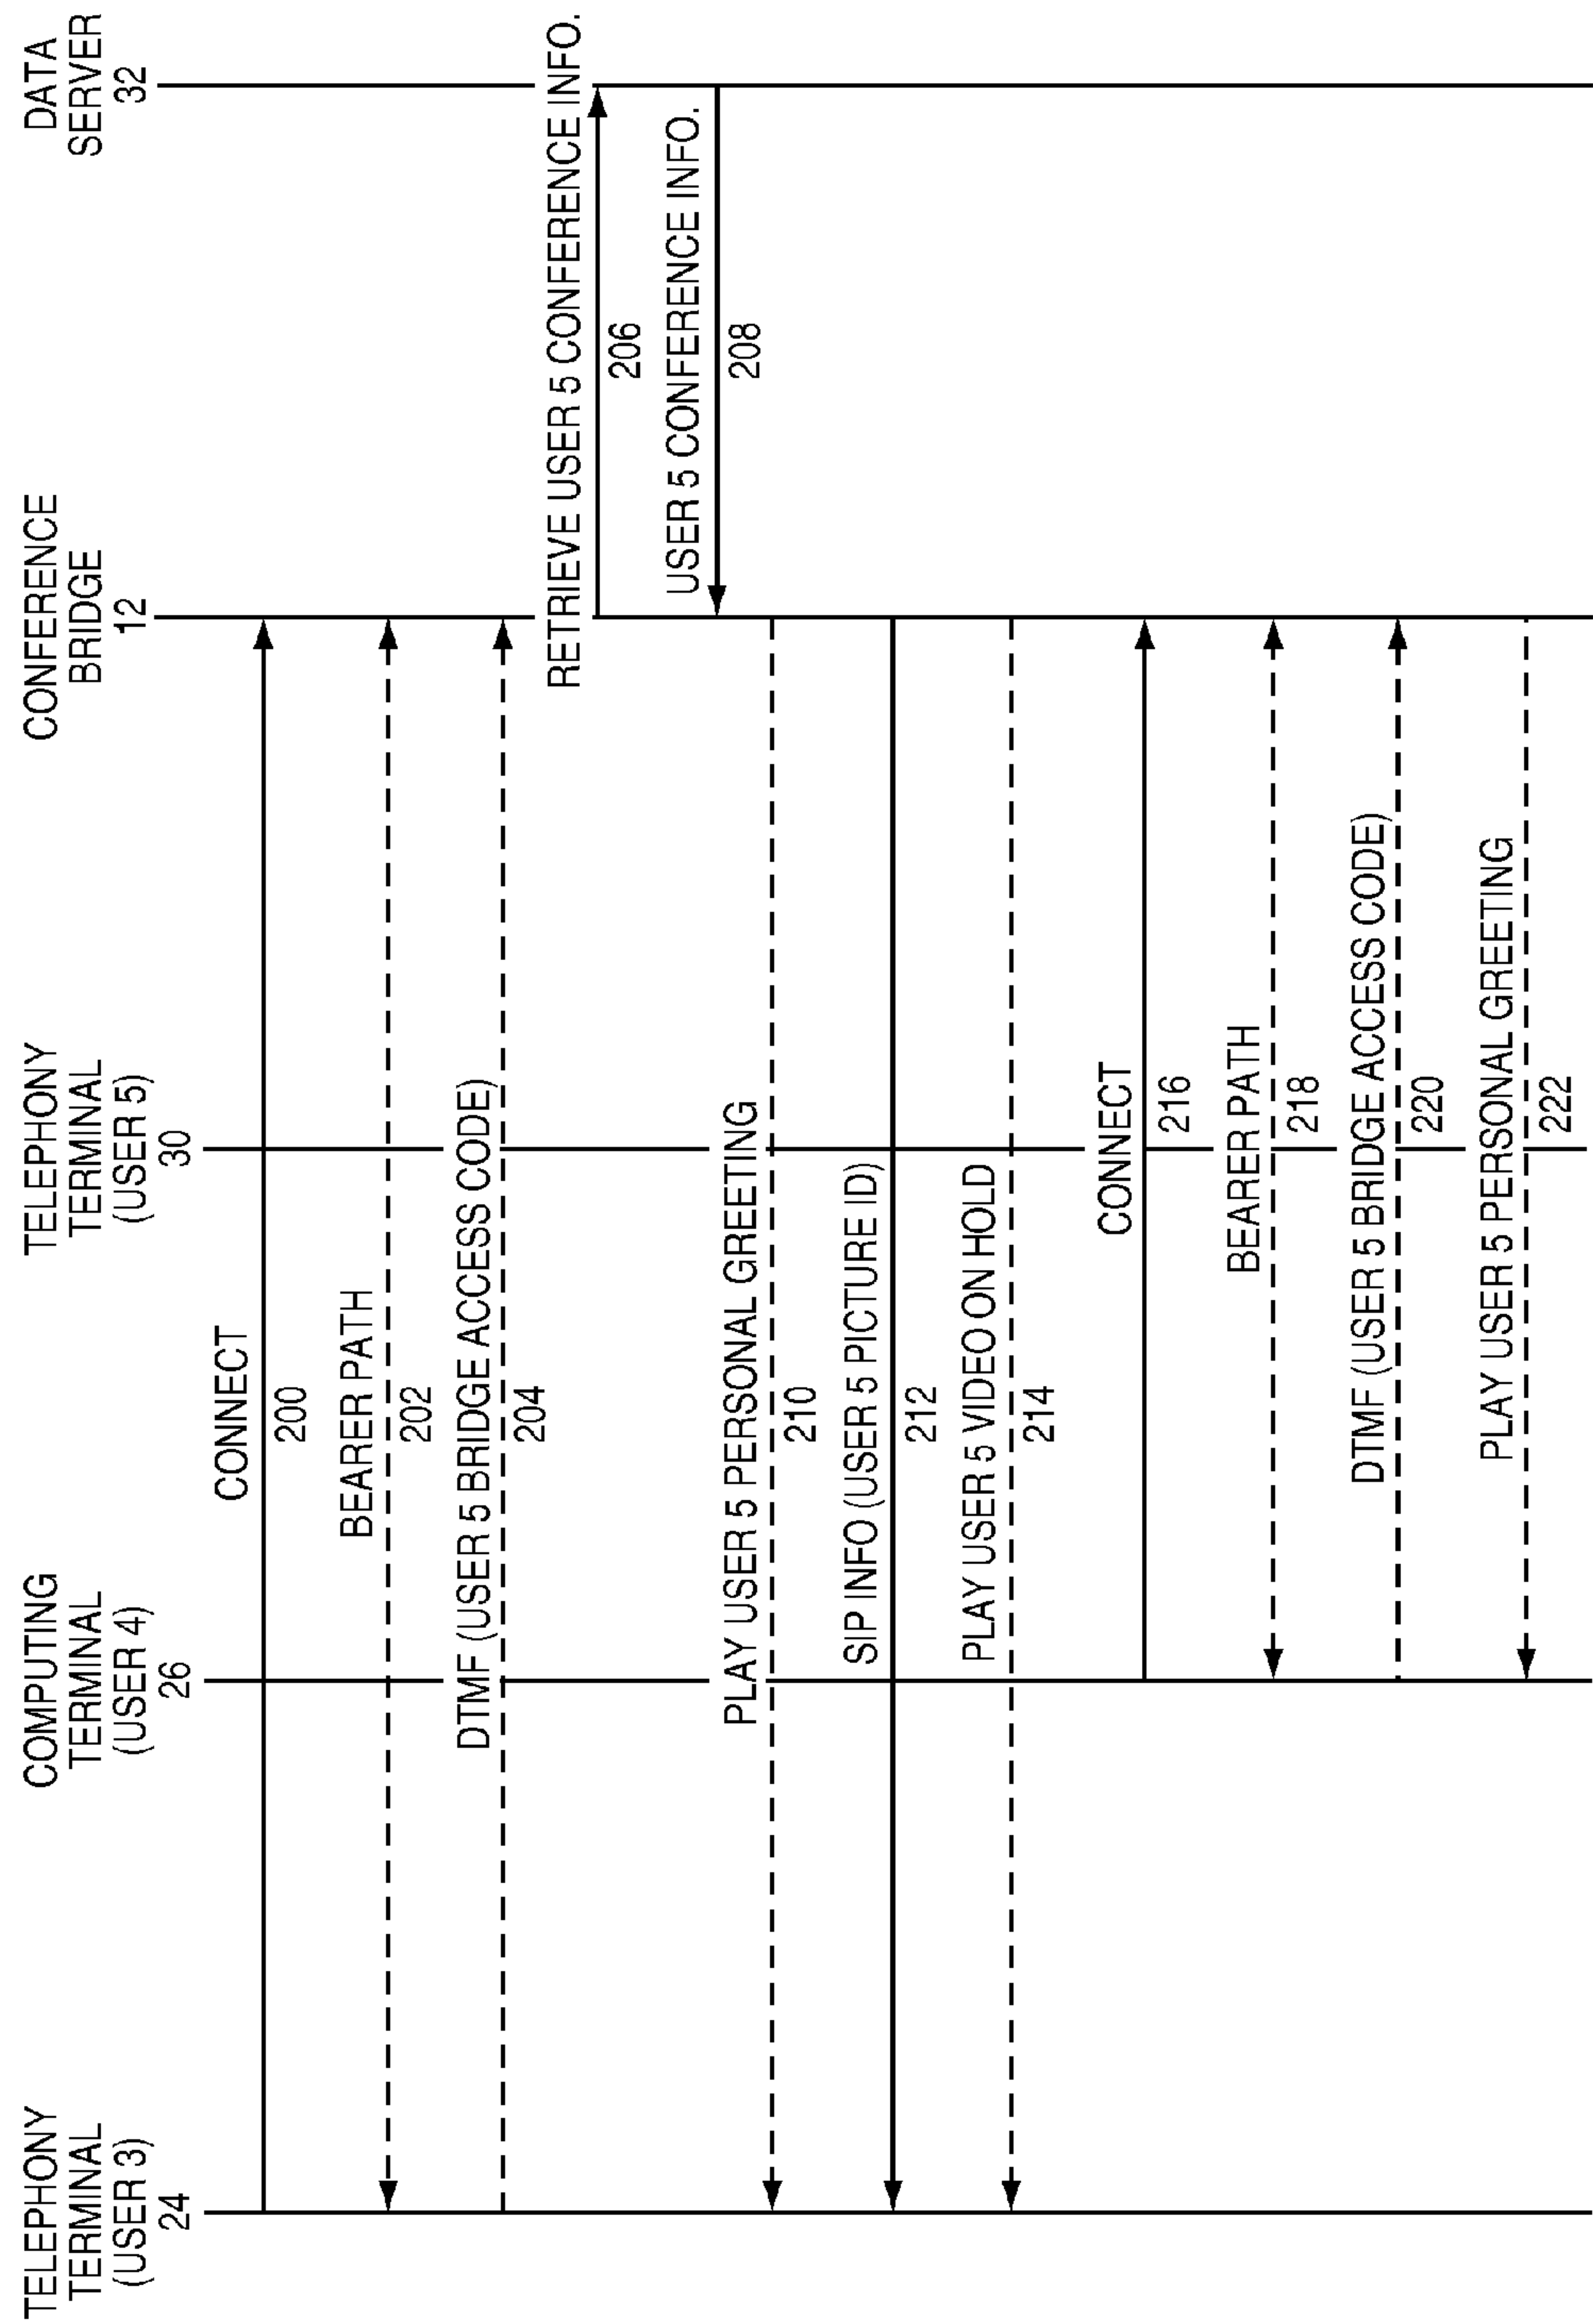 TELEPHONY
TERMINAL
(USER 3)
24
COMPUTING
TERMINAL
(USER 4)
26
TELEPHONY
TERMINAL
(USER 5)
30
CONFERENCE
BRIDGE
12
DATA
SERVER
32
CONNECT
200
BEARER PATH
202
DTMF (USER 5 BRIDGE ACCESS CODE)
204
RETRIEVE USER 5 CONFERENCE INFO.
206
USER 5 CONFERENCE INFO.
208
PLAY USER 5 PERSONAL GREETING
210
SIP INFO (USER 5 PICTURE ID)
212
PLAY USER 5 VIDEO ON HOLD
214
CONNECT
216
BEARER PATH
218
DTMF (USER 5 BRIDGE ACCESS CODE)
220
PLAY USER 5 PERSONAL GREETING
222